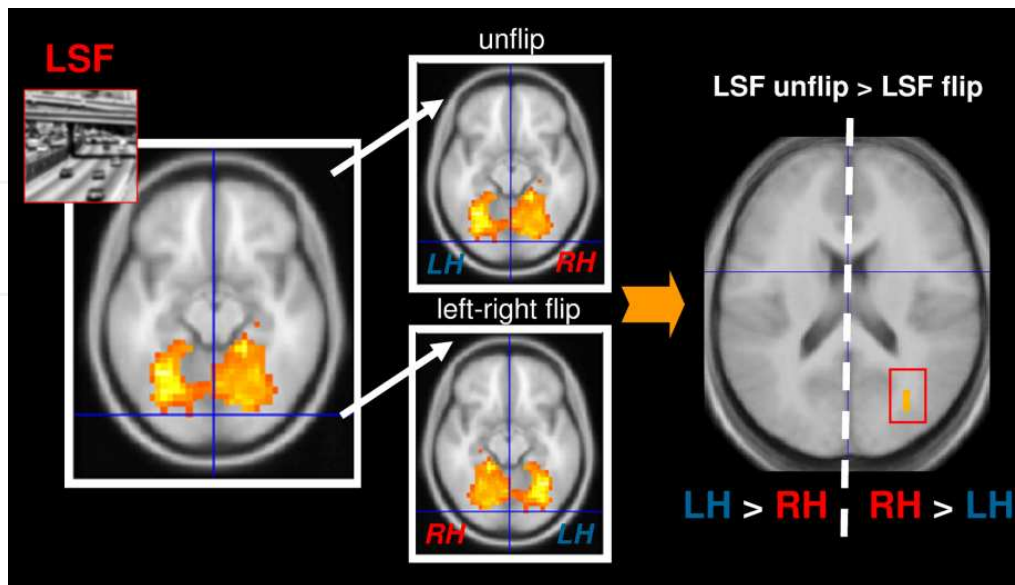 LSF
unflip
LH RH
left-right flip
RH LH
LSF unflip > LSF flip
LH > RH RH > LH